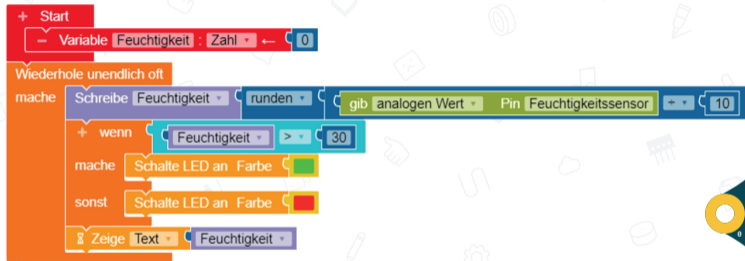 + Start
− Variable Feuchtigkeit : Zahl ← 0
Wiederhole unendlich oft
mache Schreibe Feuchtigkeit runden gib analogen Wert Pin Feuchtigkeitssensor ÷ 10
+ wenn Feuchtigkeit > 30
mache Schalte LED an Farbe
sonst Schalte LED an Farbe
Zeige Text Feuchtigkeit